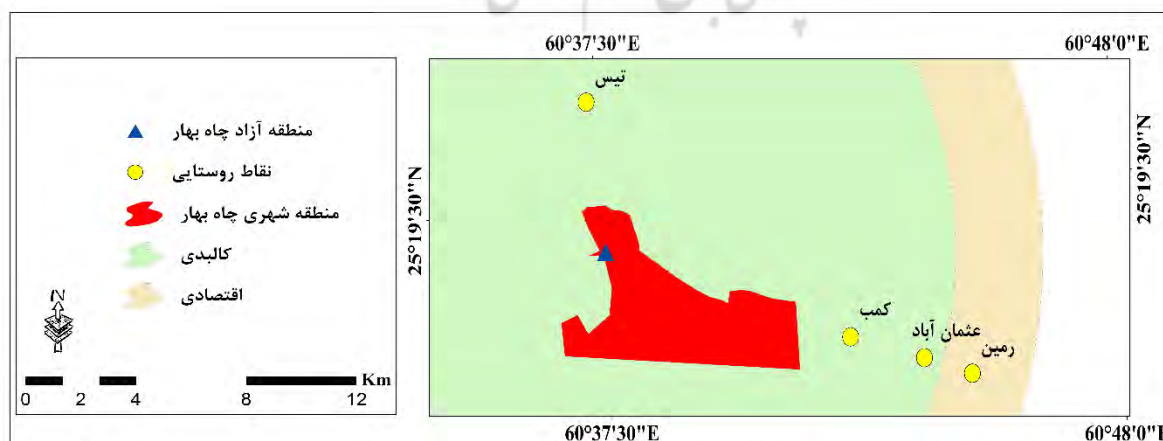 60°37'30"E
60°48'0"E
تیس
منطقه آزاد چاه بهار
نقاط روستایی
منطقه شهری چاه بهار
کالبدی
اقتصادی
25°19'30"N
25°19'30"N
کمب
عثمان آباد
رمین
N
Km
0 2 4 8 12
60°37'30"E
60°48'0"E